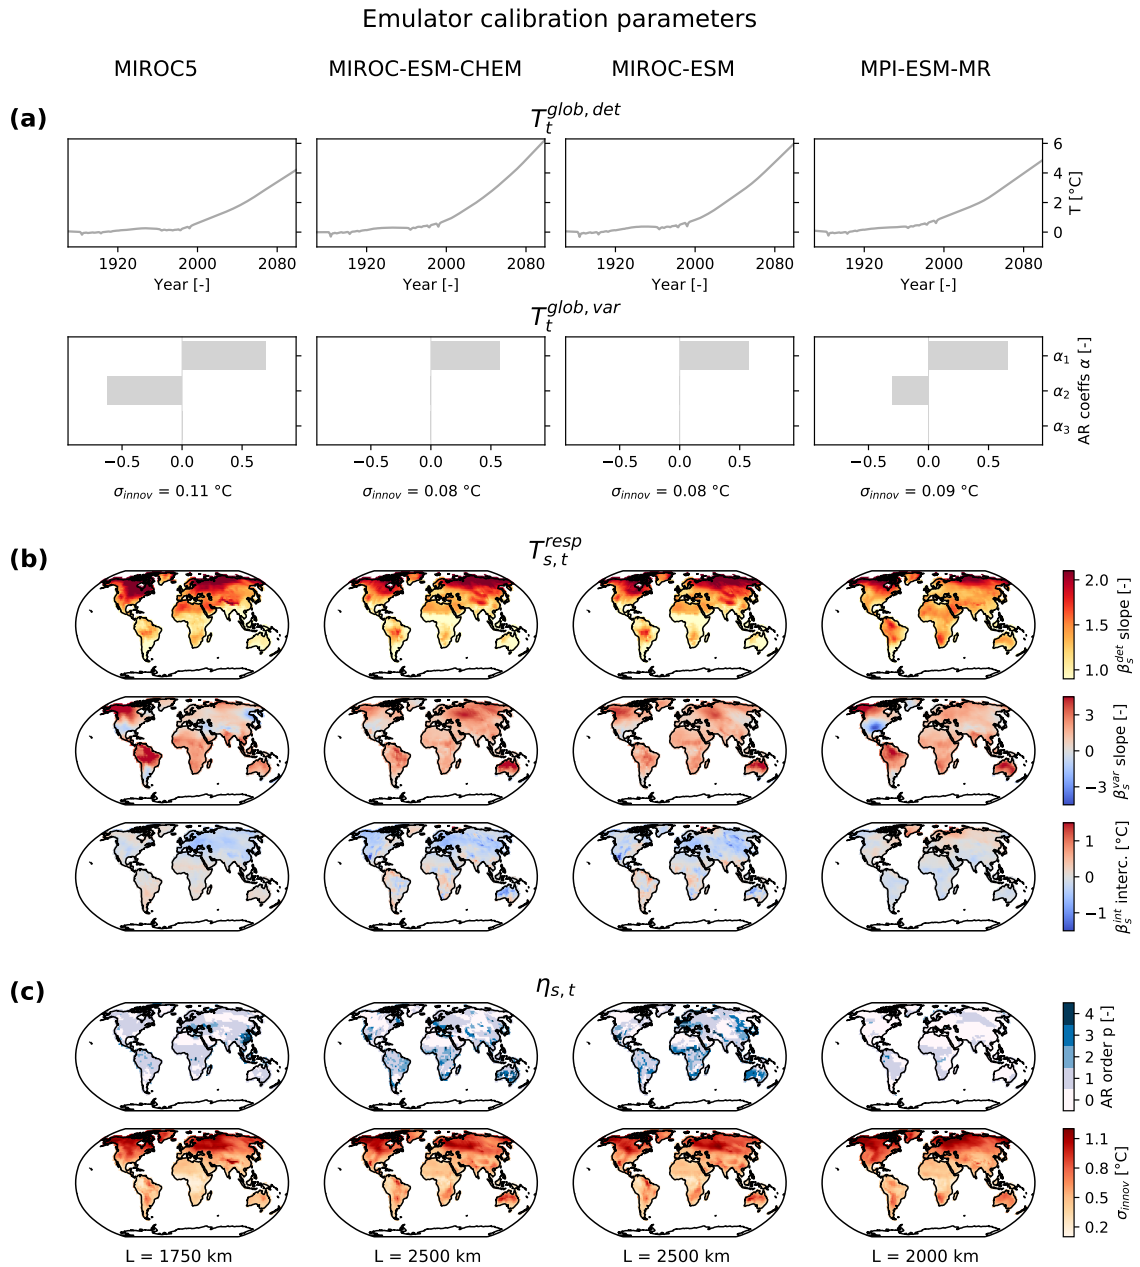 Emulator calibration parameters
MIROC5 MIROC-ESM-CHEM MIROC-ESM MPI-ESM-MR
(a)
T_t^{glob, det}
6
4
2
0
T [°C]
1920 2000 2080 1920 2000 2080 1920 2000 2080 1920 2000 2080
Year [-] Year [-] Year [-] Year [-]
T_t^{glob, var}
α1
α2
α3
AR coeffs α [-]
−0.5 0.0 0.5 −0.5 0.0 0.5 −0.5 0.0 0.5 −0.5 0.0 0.5
σinnov = 0.11 °C σinnov = 0.08 °C σinnov = 0.08 °C σinnov = 0.09 °C
(b)
T_{s, t}^{resp}
2.0
1.5
1.0
β_s^{det} slope [-]
3
0
−3
β_s^{var} slope [-]
1
0
−1
β_s^{int} interc. [°C]
(c)
η_{s, t}
4
3
2
1
0
AR order p [-]
1.1
0.8
0.5
0.2
σinnov [°C]
L = 1750 km L = 2500 km L = 2500 km L = 2000 km